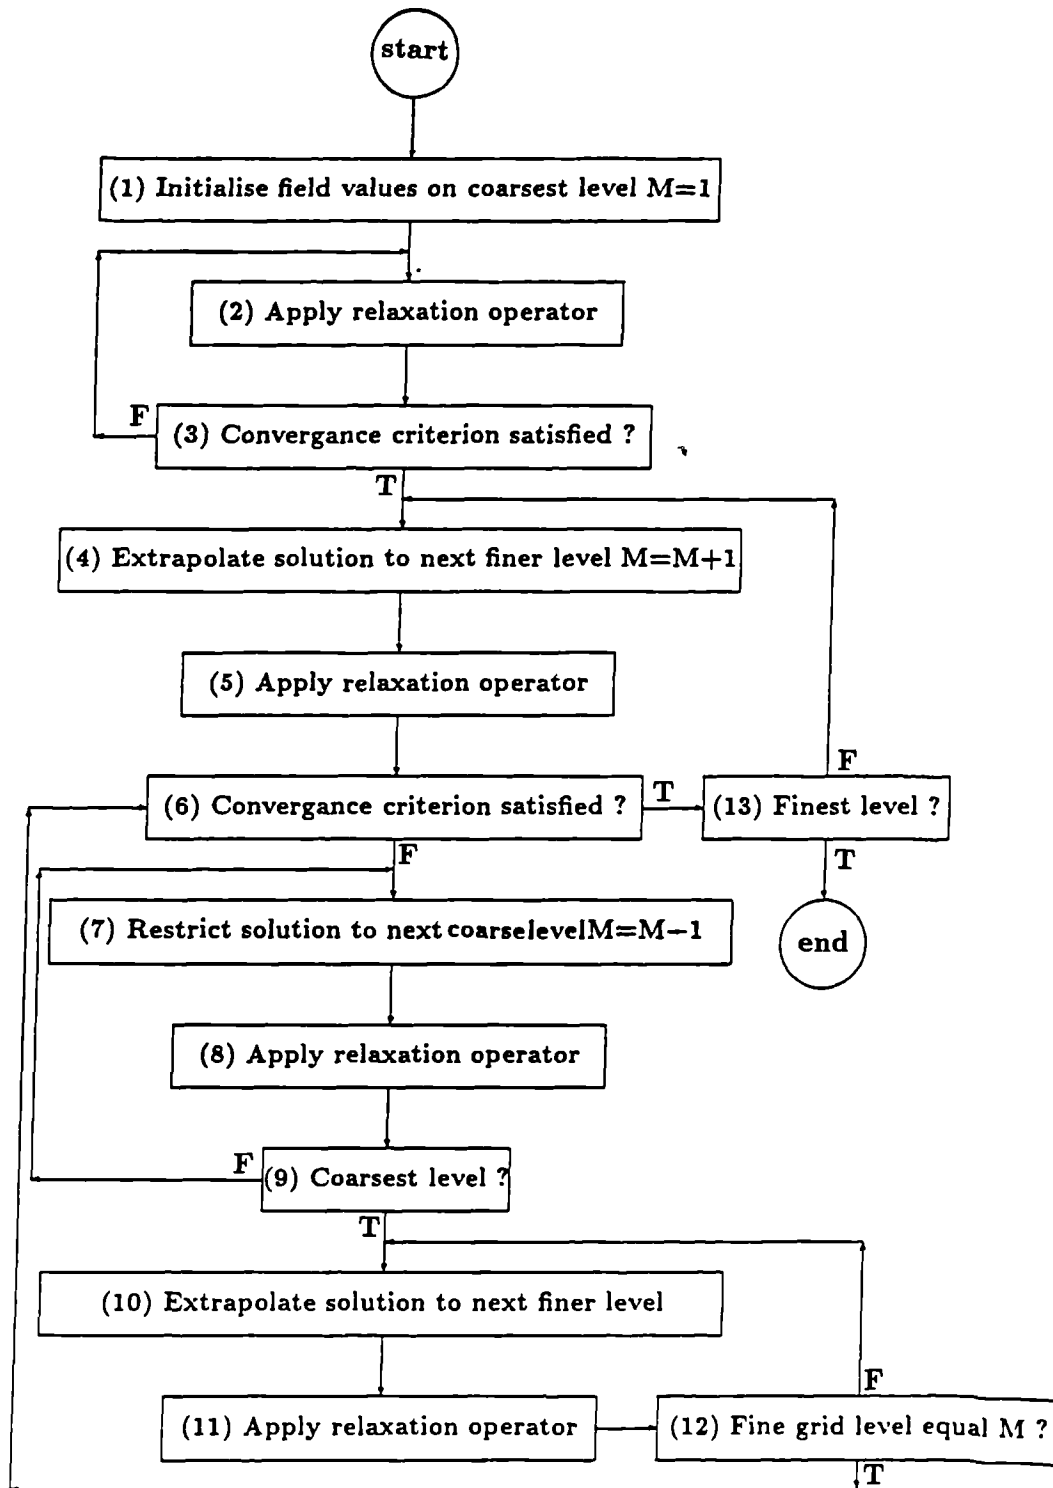 start
(1) Initialise field values on coarsest level M=1
(2) Apply relaxation operator
F
(3) Convergance criterion satisfied ?
T
(4) Extrapolate solution to next finer level M=M+1
(5) Apply relaxation operator
F
(6) Convergance criterion satisfied ?
T
(13) Finest level ?
F
T
(7) Restrict solution to next coarse level M=M−1
end
(8) Apply relaxation operator
F
(9) Coarsest level ?
T
(10) Extrapolate solution to next finer level
F
(11) Apply relaxation operator
(12) Fine grid level equal M ?
T